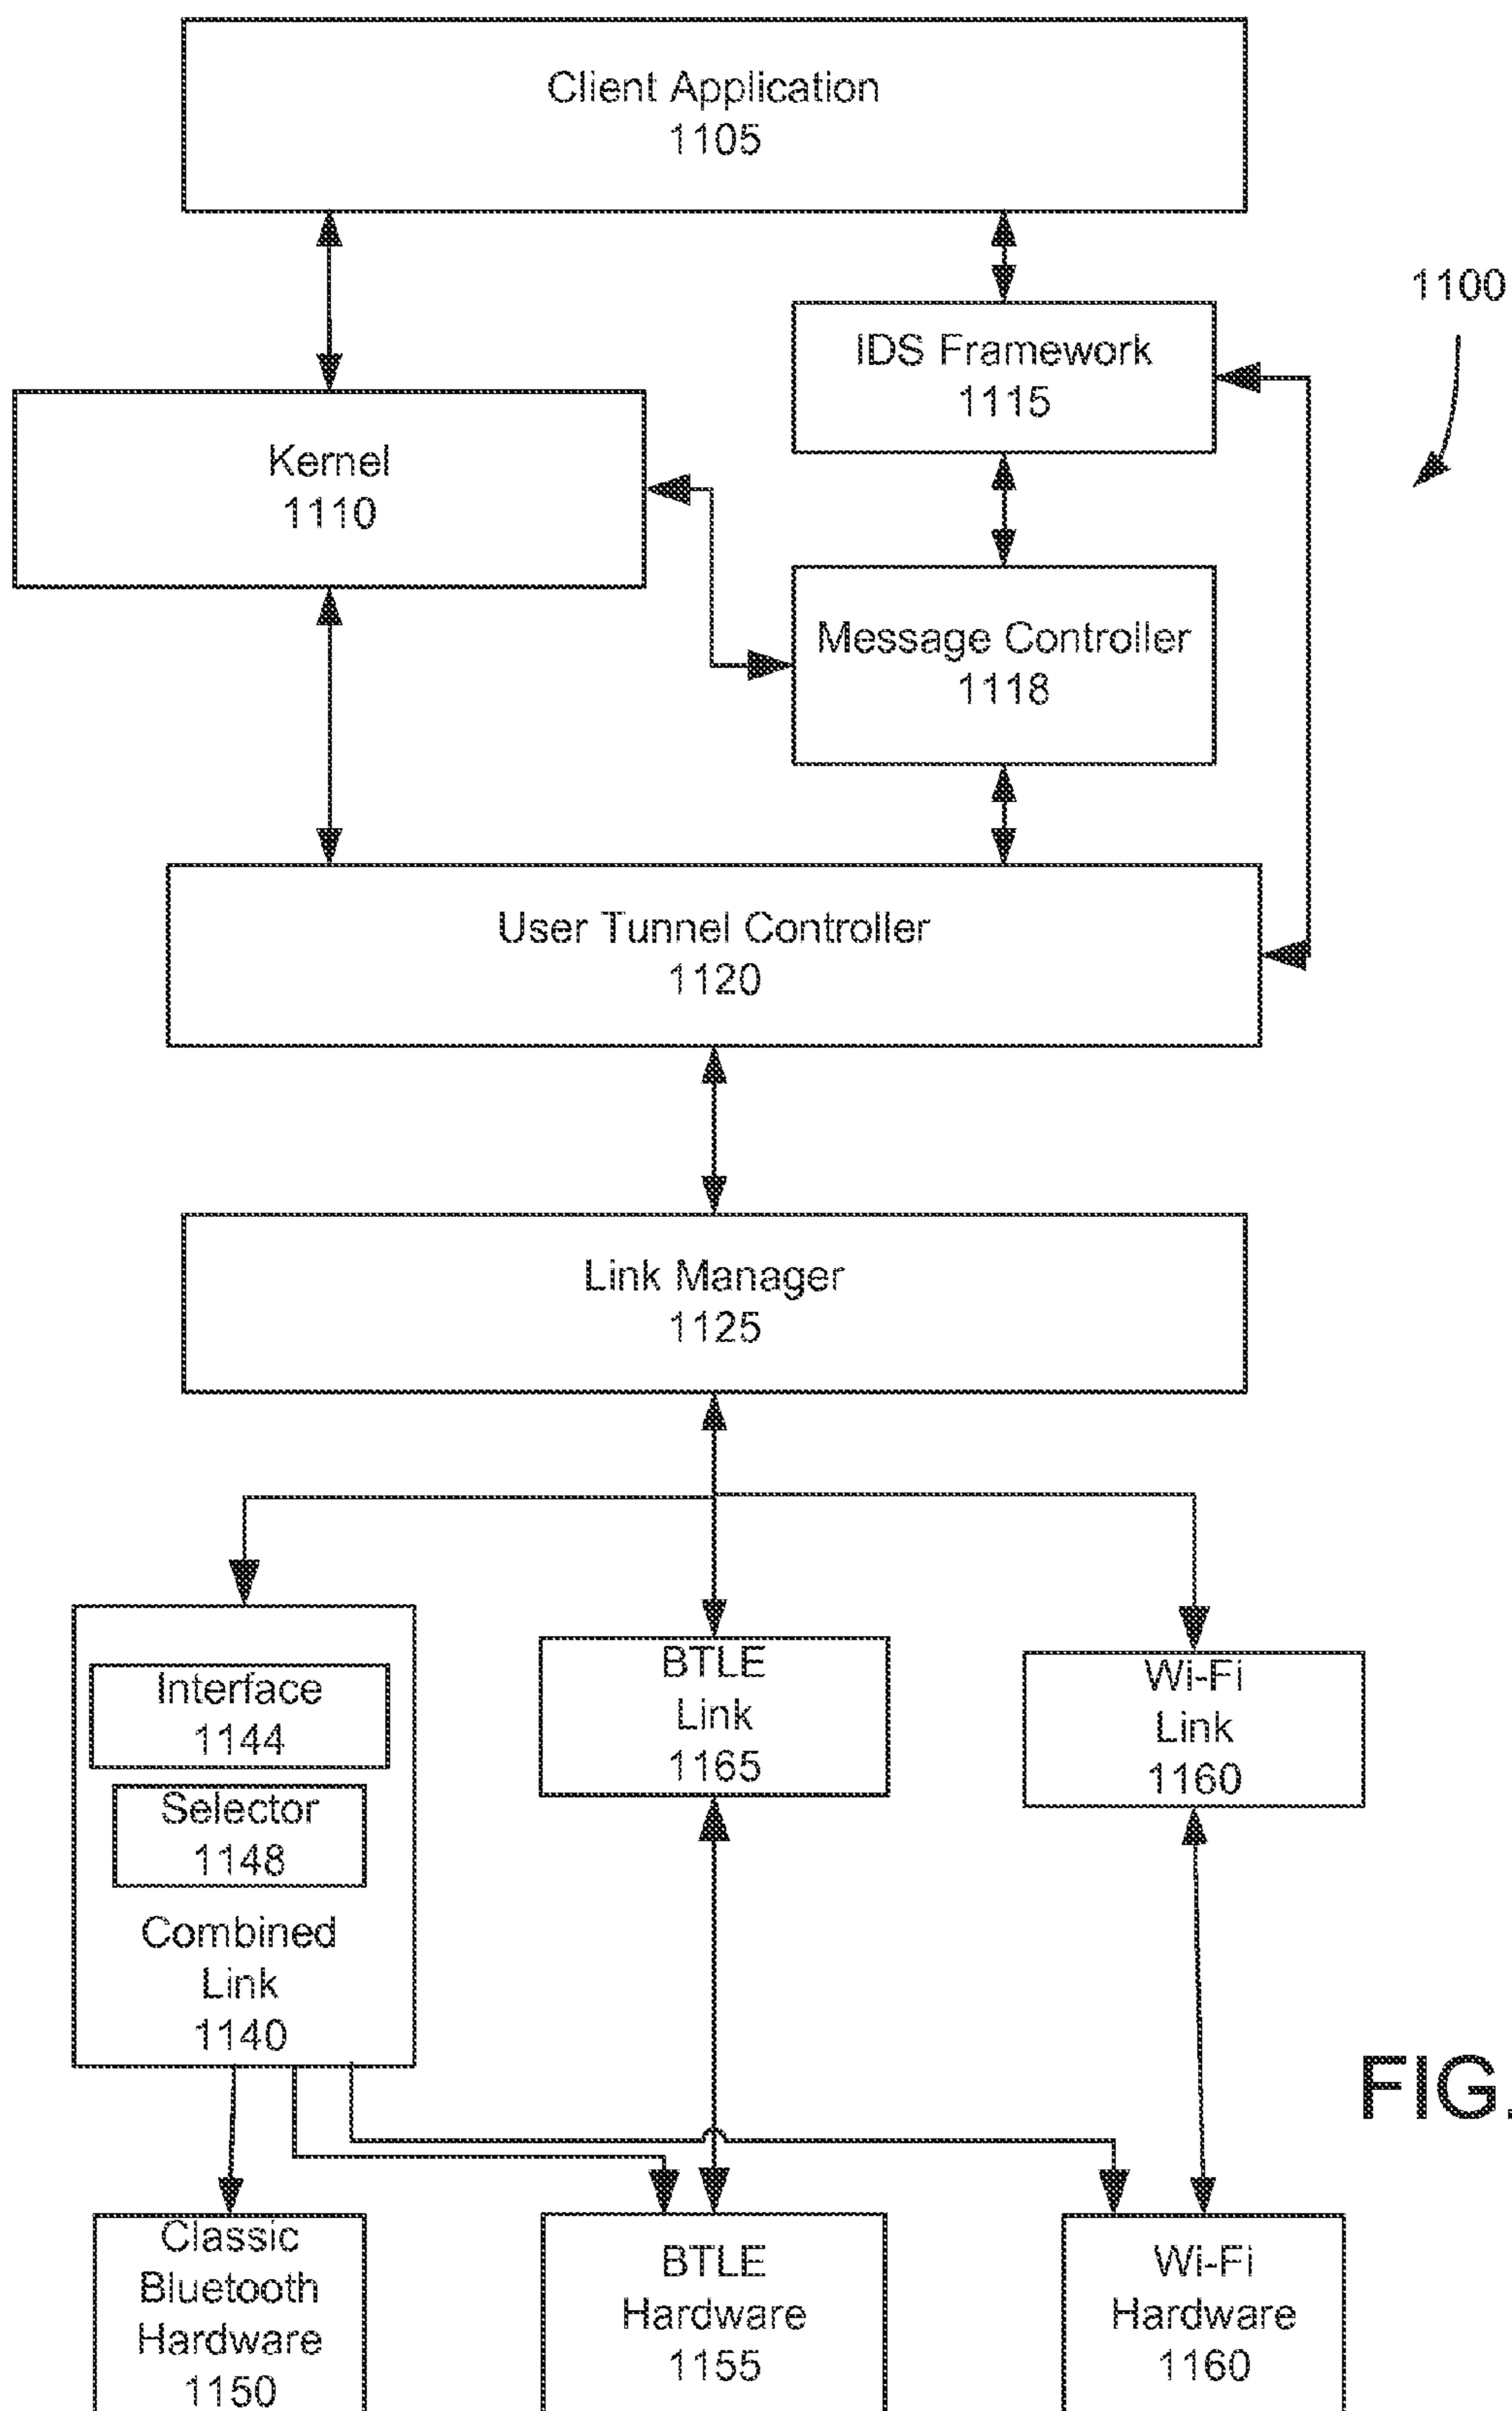 Client Application
1105
1100
IDS Framework
1115
Kernel
1110
Message Controller
1118
User Tunnel Controller
1120
Link Manager
1125
Interface
1144
Selector
1148
Combined
Link
1140
BTLE
Link
1165
Wi-Fi
Link
1160
FIG.
Classic
Bluetooth
Hardware
1150
BTLE
Hardware
1155
Wi-Fi
Hardware
1160